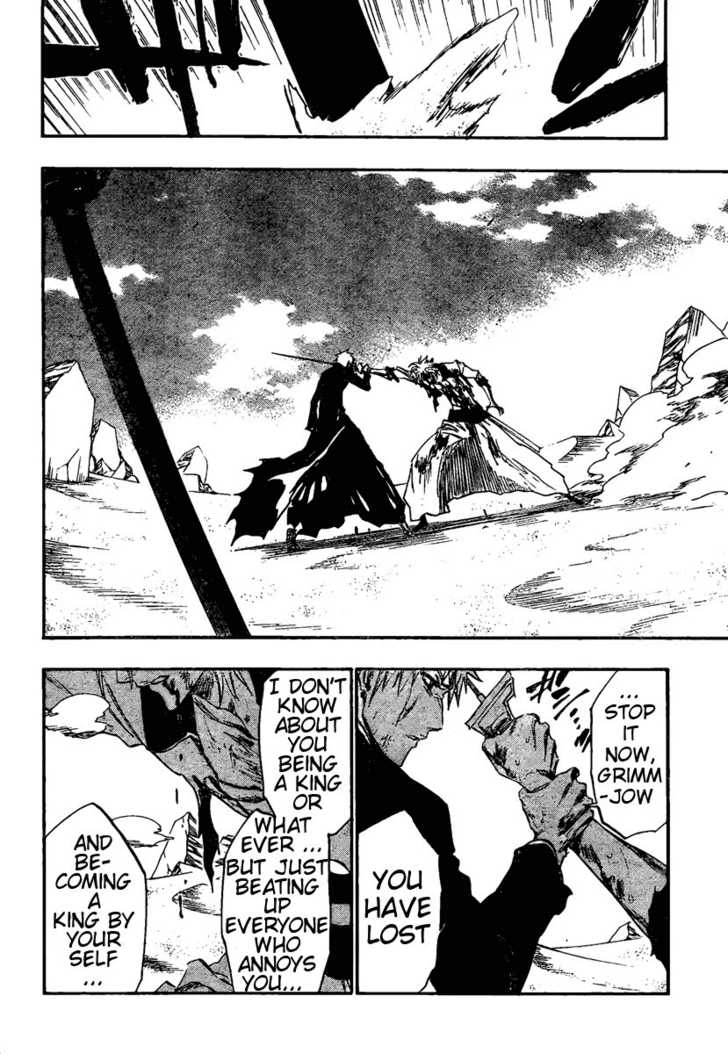 ...
STOP
IT
NOW,
GRIMM
-JOW
YOU
HAVE
LOST
I DON'T
KNOW
ABOUT
YOU
BEING
A KING
OR
WHAT
EVER ...
BUT JUST
BEATING
UP
EVERYONE
WHO
ANNOYS
YOU...
AND
BE-
COMING
A
KING BY
YOUR
SELF
...